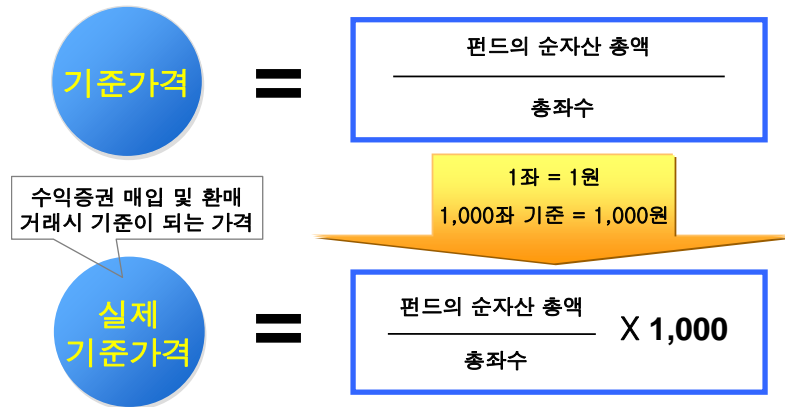 기준가격
=
펀드의 순자산 총액
총좌수
1좌 = 1원
1,000좌 기준 = 1,000원
수익증권 매입 및 환매
거래시 기준이 되는 가격
실제
기준가격
=
펀드의 순자산 총액
총좌수
X 1,000